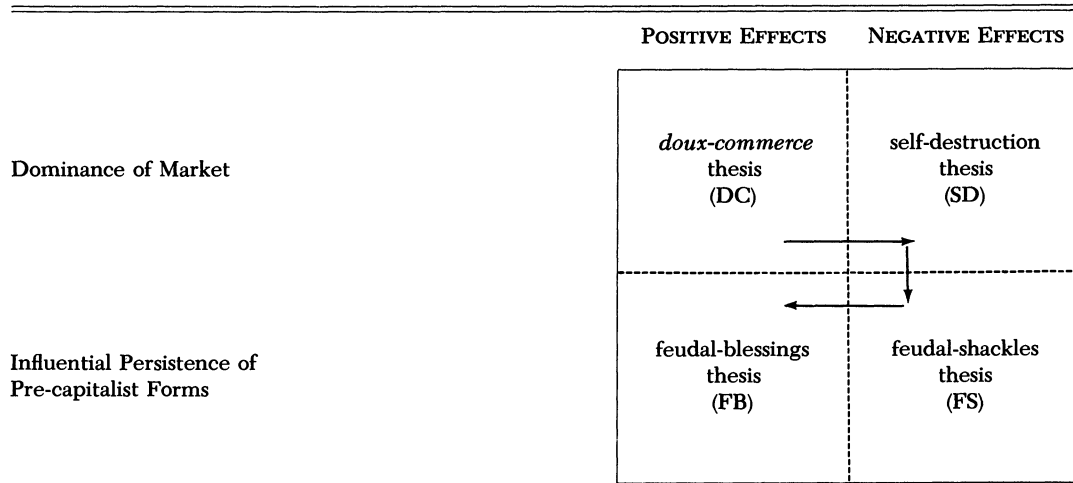 POSITIVE EFFECTS NEGATIVE EFFECTS
Dominance of Market
doux-commerce
thesis
(DC)
self-destruction
thesis
(SD)
Influential Persistence of
Pre-capitalist Forms
feudal-blessings
thesis
(FB)
feudal-shackles
thesis
(FS)